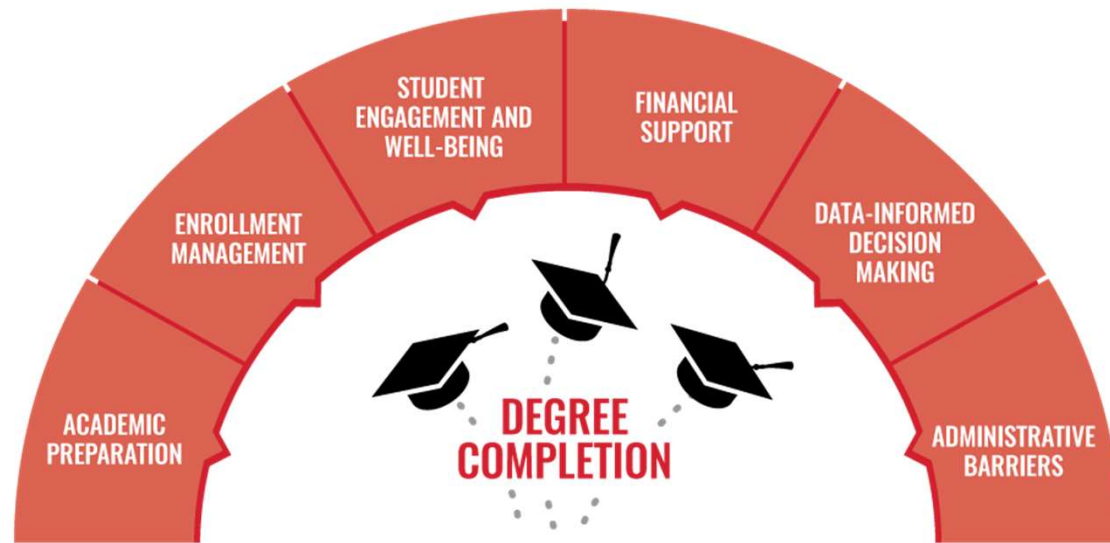 STUDENT
ENGAGEMENT AND
WELL-BEING
FINANCIAL
SUPPORT
ENROLLMENT
MANAGEMENT
DATA-INFORMED
DECISION
MAKING
ACADEMIC
PREPARATION
ADMINISTRATIVE
BARRIERS
DEGREE
COMPLETION